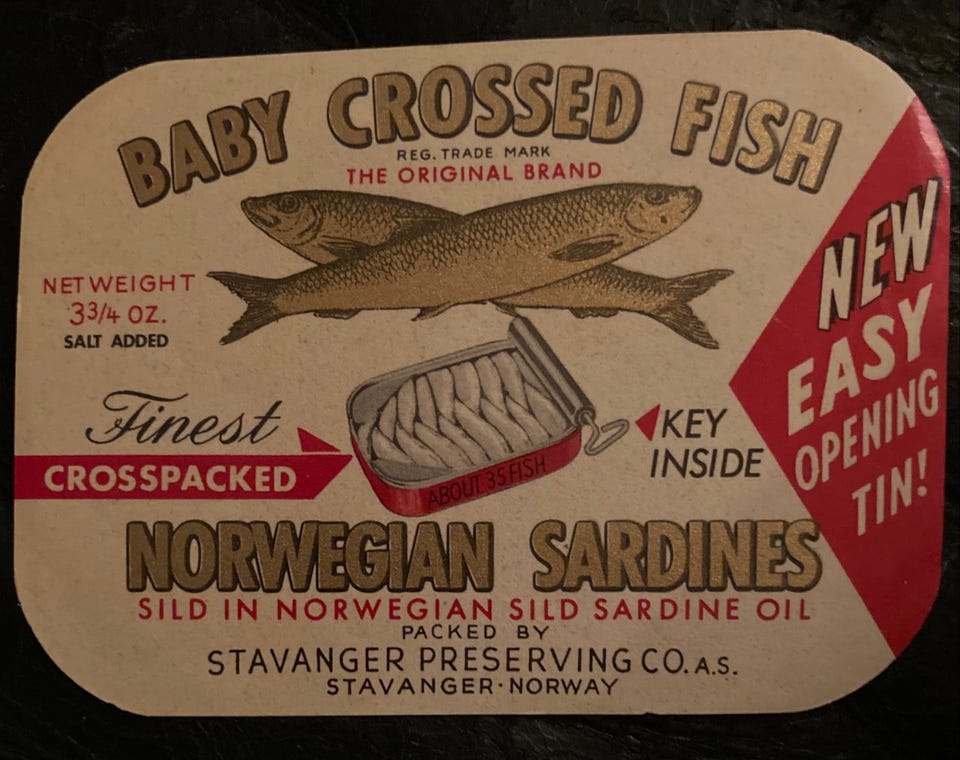 BABY CROSSED FISH
REG. TRADE MARK
THE ORIGINAL BRAND
NET WEIGHT
3 3/4 OZ.
SALT ADDED
NEW
EASY
OPENING
TIN!
Finest
CROSSPACKED
ABOUT 35 FISH
KEY
INSIDE
NORWEGIAN SARDINES
SILD IN NORWEGIAN SILD SARDINE OIL
PACKED BY
STAVANGER PRESERVING CO. A.S.
STAVANGER·NORWAY